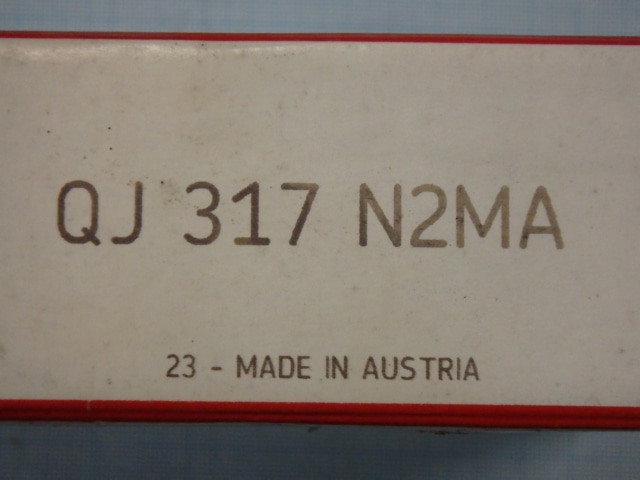 QJ 317 N2MA
23 - MADE IN AUSTRIA